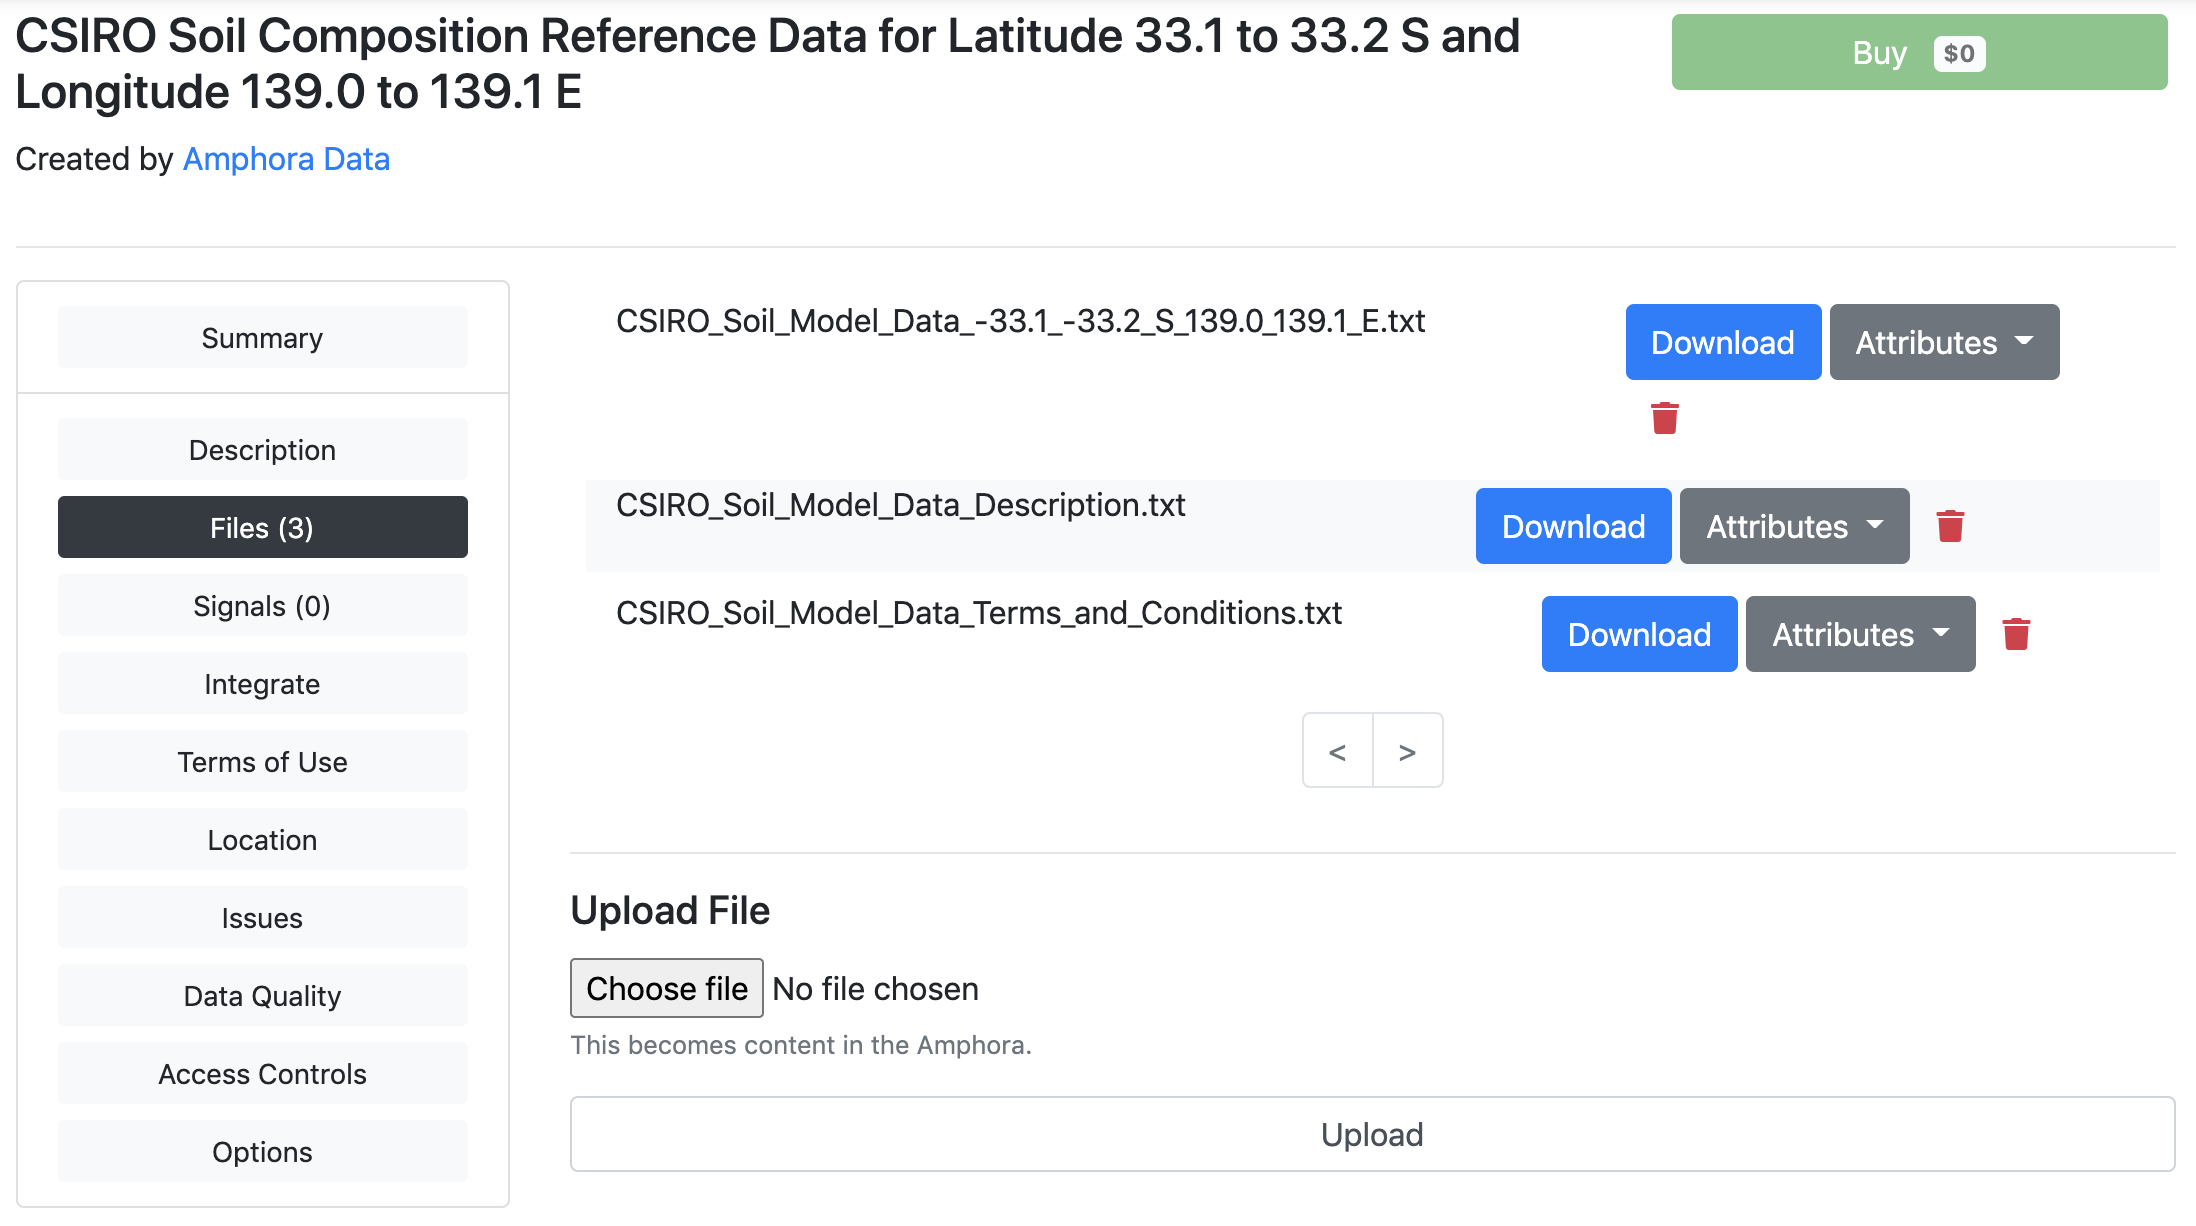 CSIRO Soil Composition Reference Data for Latitude 33.1 to 33.2 S and
Longitude 139.0 to 139.1 E
Buy $0
Created by Amphora Data
Summary
Description
Files (3)
Signals (0)
Integrate
Terms of Use
Location
Issues
Data Quality
Access Controls
Options
CSIRO_Soil_Model_Data_-33.1_-33.2_S_139.0_139.1_E.txt Download Attributes
CSIRO_Soil_Model_Data_Description.txt Download Attributes
CSIRO_Soil_Model_Data_Terms_and_Conditions.txt Download Attributes
< >
Upload File
Choose file No file chosen
This becomes content in the Amphora.
Upload